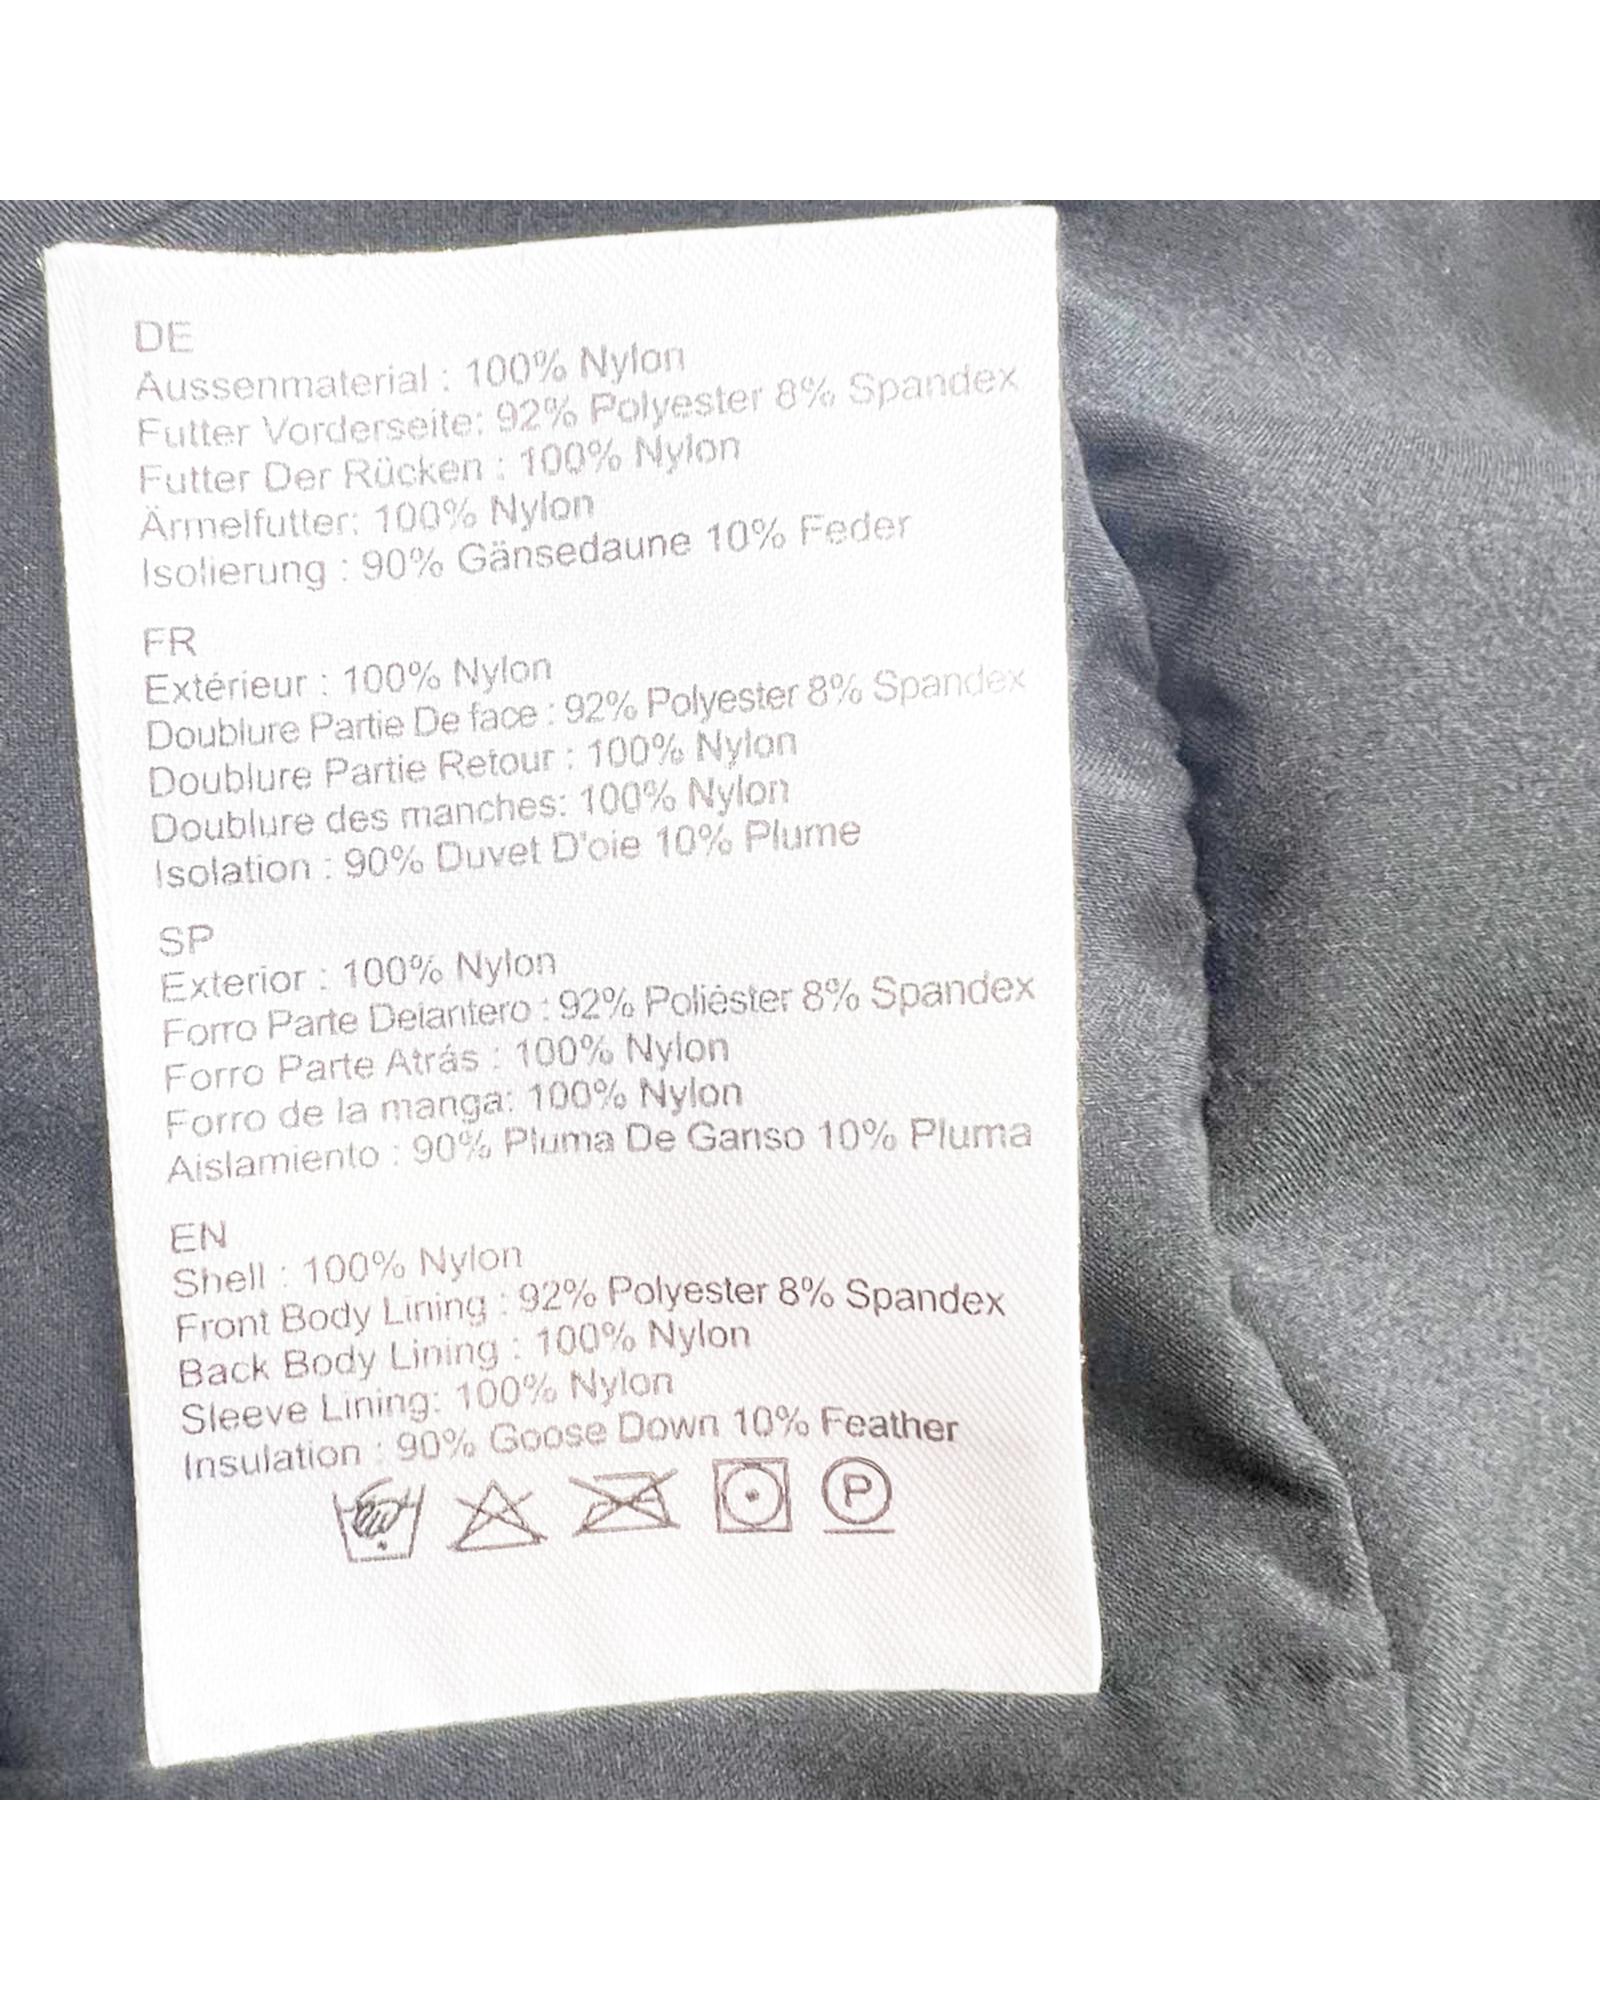 DE
Aussenmaterial : 100% Nylon
Futter Vorderseite: 92% Polyester 8% Spandex
Futter Der Rücken : 100% Nylon
Ärmelfutter: 100% Nylon
Isolierung : 90% Gänsedaune 10% Feder
FR
Extérieur : 100% Nylon
Doublure Partie De face : 92% Polyester 8% Spandex
Doublure Partie Retour : 100% Nylon
Doublure des manches: 100% Nylon
Isolation : 90% Duvet D'oie 10% Plume
SP
Exterior : 100% Nylon
Forro Parte Delantero : 92% Poliéster 8% Spandex
Forro Parte Atrás : 100% Nylon
Forro de la manga: 100% Nylon
Aislamiento : 90% Pluma De Ganso 10% Pluma
EN
Shell : 100% Nylon
Front Body Lining : 92% Polyester 8% Spandex
Back Body Lining : 100% Nylon
Sleeve Lining: 100% Nylon
Insulation : 90% Goose Down 10% Feather
P